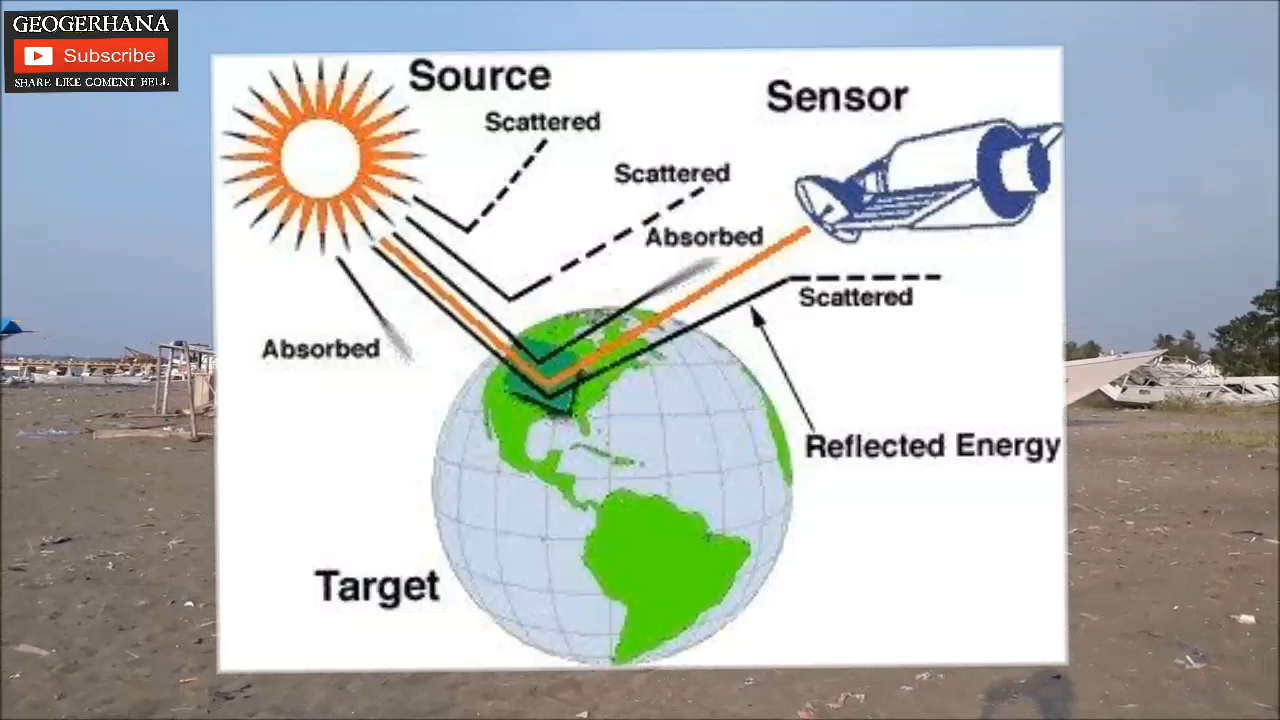 GEOGERHANA
Subscribe
SHARE LIKE COMENT BELL
Source
Sensor
Scattered
Scattered
Absorbed
Scattered
Absorbed
Reflected Energy
Target